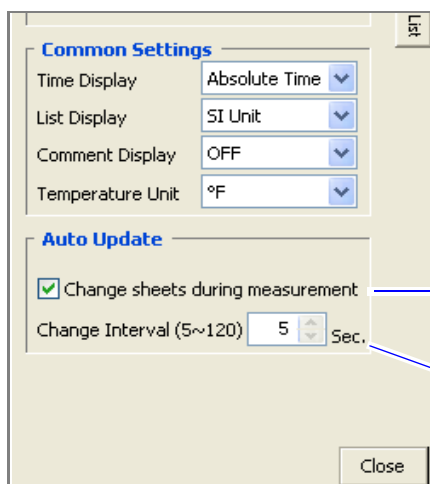 List
Common Settings
Time Display Absolute Time
List Display SI Unit
Comment Display OFF
Temperature Unit °F
Auto Update
Change sheets during measurement
Change Interval (5~120) 5 Sec.
Close